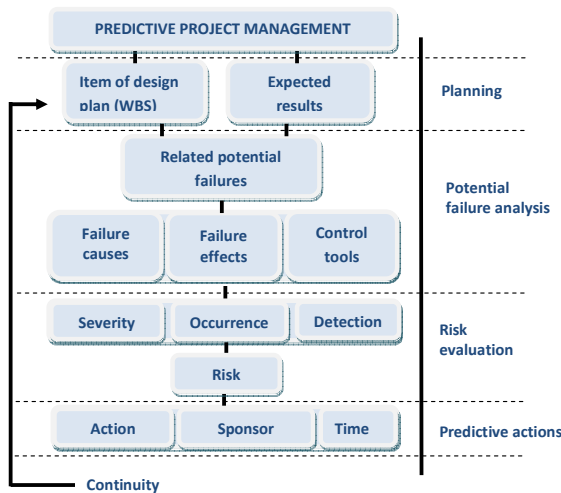 PREDICTIVE PROJECT MANAGEMENT
Item of design
plan (WBS)
Expected
results
Planning
Related potential
failures
Potential
failure analysis
Failure
causes
Failure
effects
Control
tools
Severity
Occurrence
Detection
Risk
evaluation
Risk
Action
Sponsor
Time
Predictive actions
Continuity